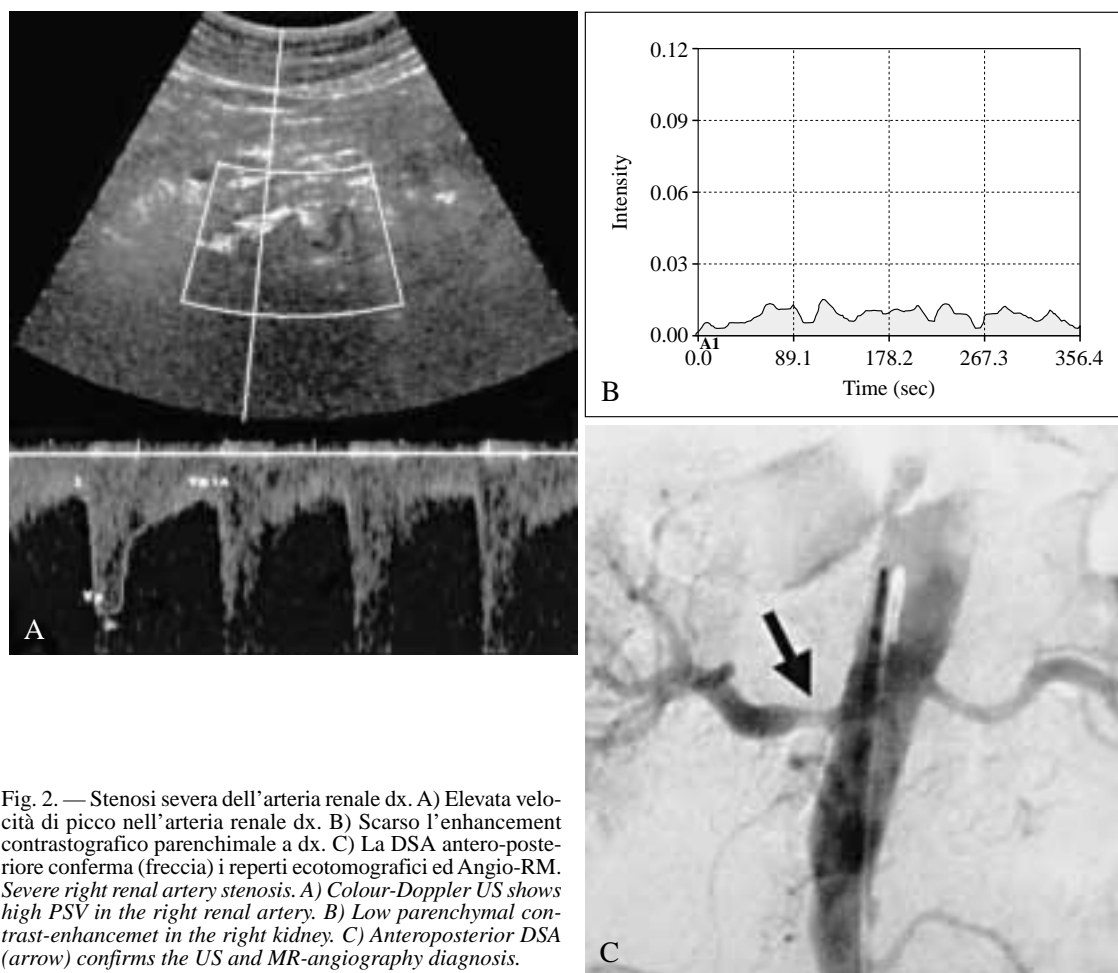 A
B
0.12
0.09
0.06
0.03
0.00
Intensity
A1
0.0 89.1 178.2 267.3 356.4
Time (sec)
C
Fig. 2. — Stenosi severa dell'arteria renale dx. A) Elevata velo-
cità di picco nell'arteria renale dx. B) Scarso l'enhancement
contrastografico parenchimale a dx. C) La DSA antero-poste-
riore conferma (freccia) i reperti ecotomografici ed Angio-RM.
Severe right renal artery stenosis. A) Colour-Doppler US shows
high PSV in the right renal artery. B) Low parenchymal con-
trast-enhancemet in the right kidney. C) Anteroposterior DSA
(arrow) confirms the US and MR-angiography diagnosis.